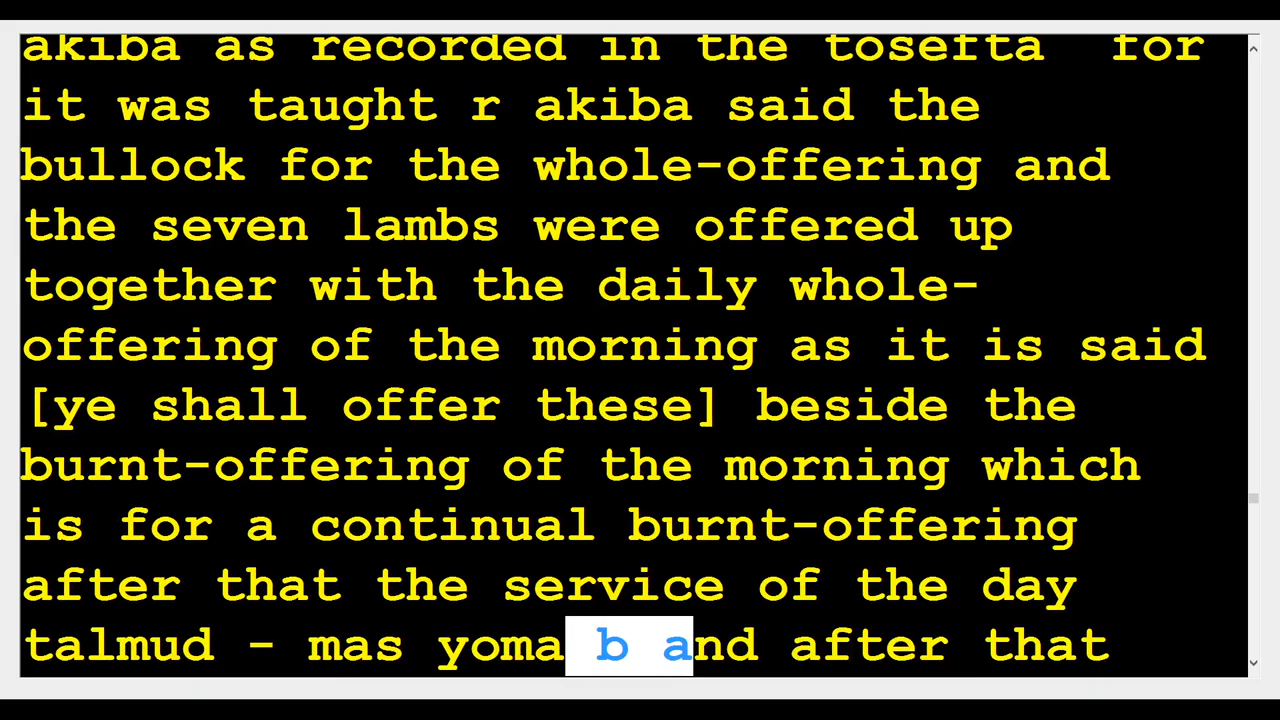 akiba as recorded in the tosefta  for
it was taught r akiba said the
bullock for the whole-offering and
the seven lambs were offered up
together with the daily whole-
offering of the morning as it is said
[ye shall offer these] beside the
burnt-offering of the morning which
is for a continual burnt-offering
after that the service of the day
talmud - mas yoma b and after that